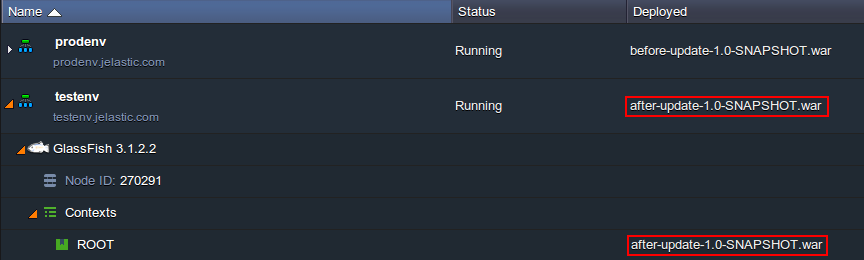 Name Status Deployed
prodenv Running before-update-1.0-SNAPSHOT.war
prodenv.jelastic.com
testenv Running after-update-1.0-SNAPSHOT.war
testenv.jelastic.com
GlassFish 3.1.2.2
Node ID: 270291
Contexts
ROOT after-update-1.0-SNAPSHOT.war